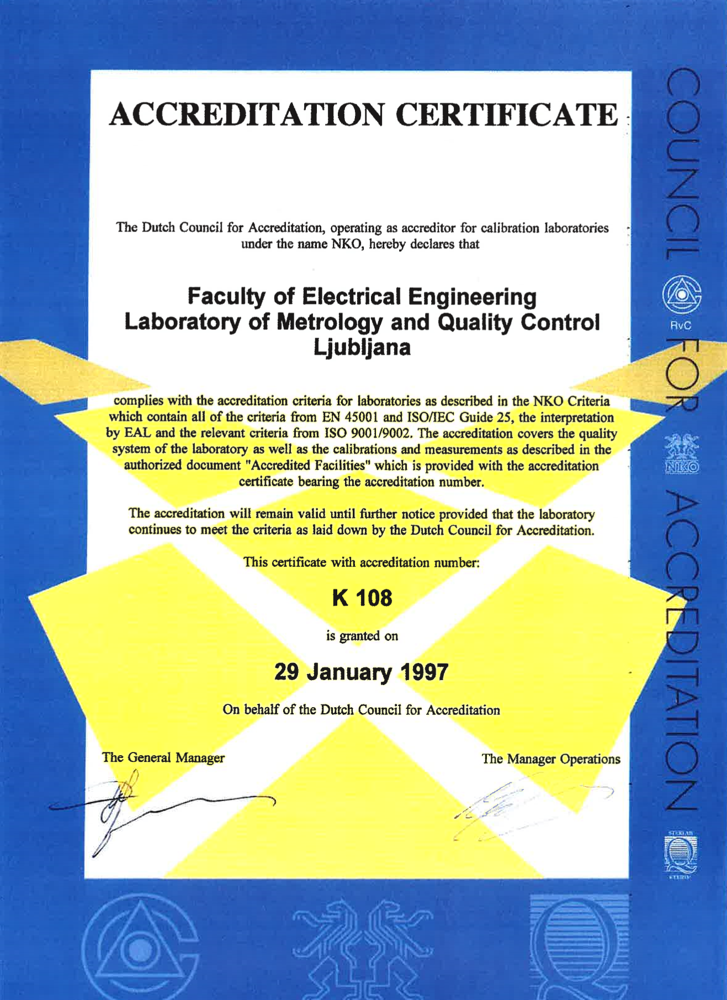 ACCREDITATION CERTIFICATE
The Dutch Council for Accreditation, operating as accreditor for calibration laboratories
under the name NKO, hereby declares that
Faculty of Electrical Engineering
Laboratory of Metrology and Quality Control
Ljubljana
complies with the accreditation criteria for laboratories as described in the NKO Criteria
which contain all of the criteria from EN 45001 and ISO/IEC Guide 25, the interpretation
by EAL and the relevant criteria from ISO 9001/9002. The accreditation covers the quality
system of the laboratory as well as the calibrations and measurements as described in the
authorized document "Accredited Facilities" which is provided with the accreditation
certificate bearing the accreditation number.
The accreditation will remain valid until further notice provided that the laboratory
continues to meet the criteria as laid down by the Dutch Council for Accreditation.
This certificate with accreditation number:
K 108
is granted on
29 January 1997
On behalf of the Dutch Council for Accreditation
The General Manager
The Manager Operations
COUNCIL FOR ACCREDITATION
RvC
NKO
STERLAB
Q
STERIN
Q